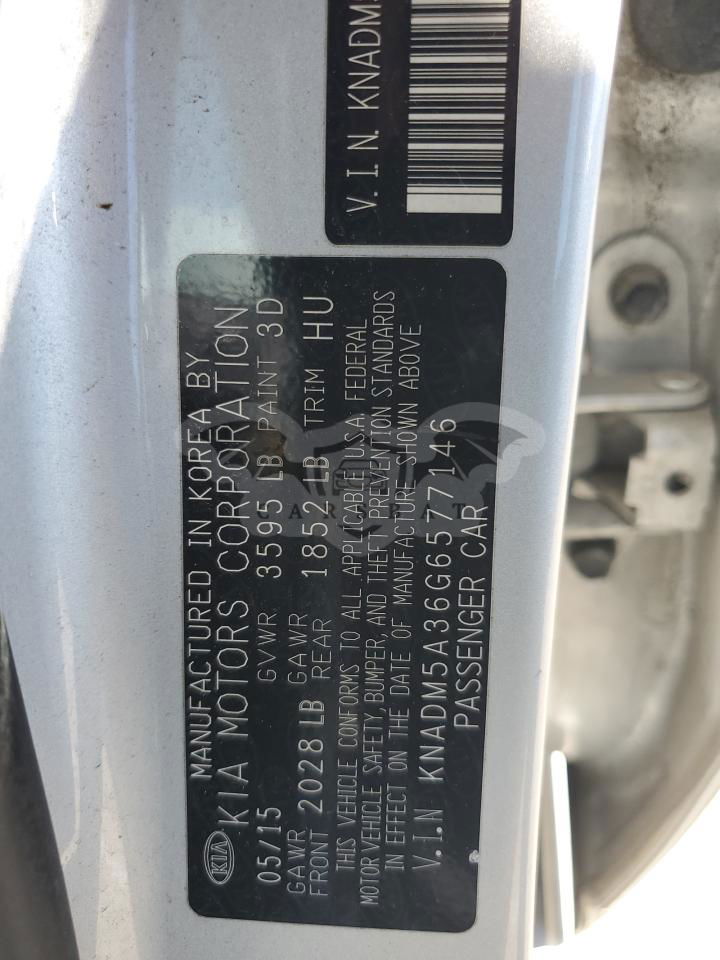 V.I.N. KNADM5
KIA
MANUFACTURED IN KOREA BY
KIA MOTORS CORPORATION
05/15 GVWR 3595 LB PAINT 3D
GAWR FRONT 2028 LB GAWR REAR 1852 LB TRIM HU
THIS VEHICLE CONFORMS TO ALL APPLICABLE U.S.A. FEDERAL
MOTOR VEHICLE SAFETY, BUMPER, AND THEFT PREVENTION STANDARDS
IN EFFECT ON THE DATE OF MANUFACTURE SHOWN ABOVE
V.I.N KNADM5A36G6577146
PASSENGER CAR
CARSBAT